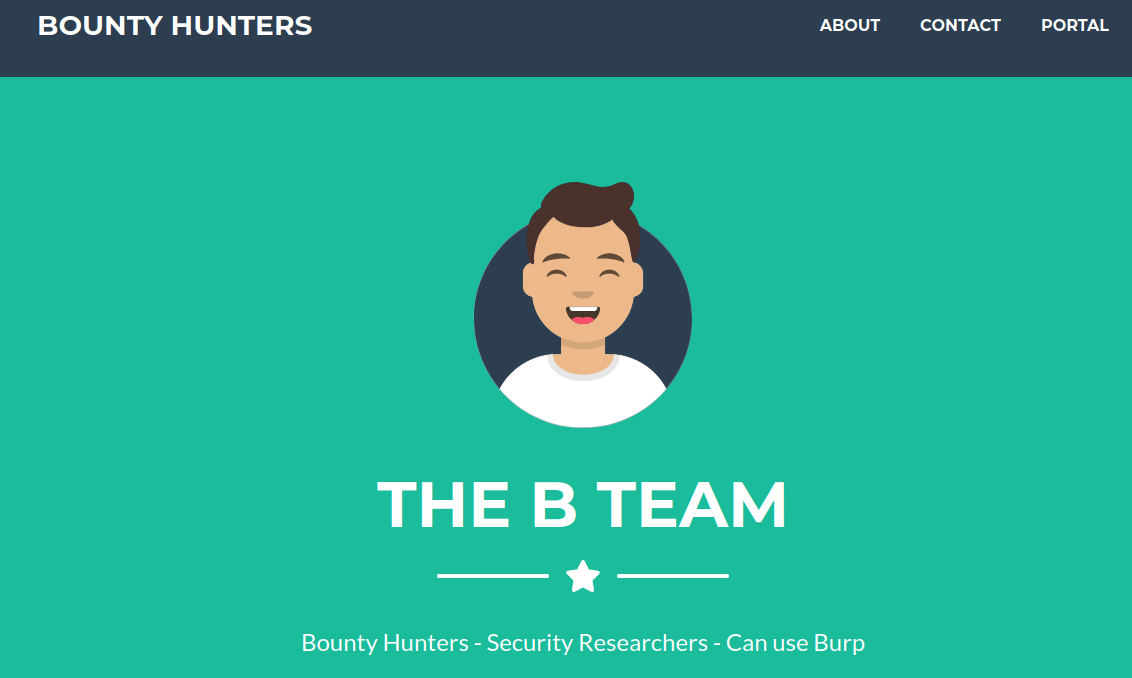 BOUNTY HUNTERS
ABOUT CONTACT PORTAL
THE B TEAM
Bounty Hunters - Security Researchers - Can use Burp